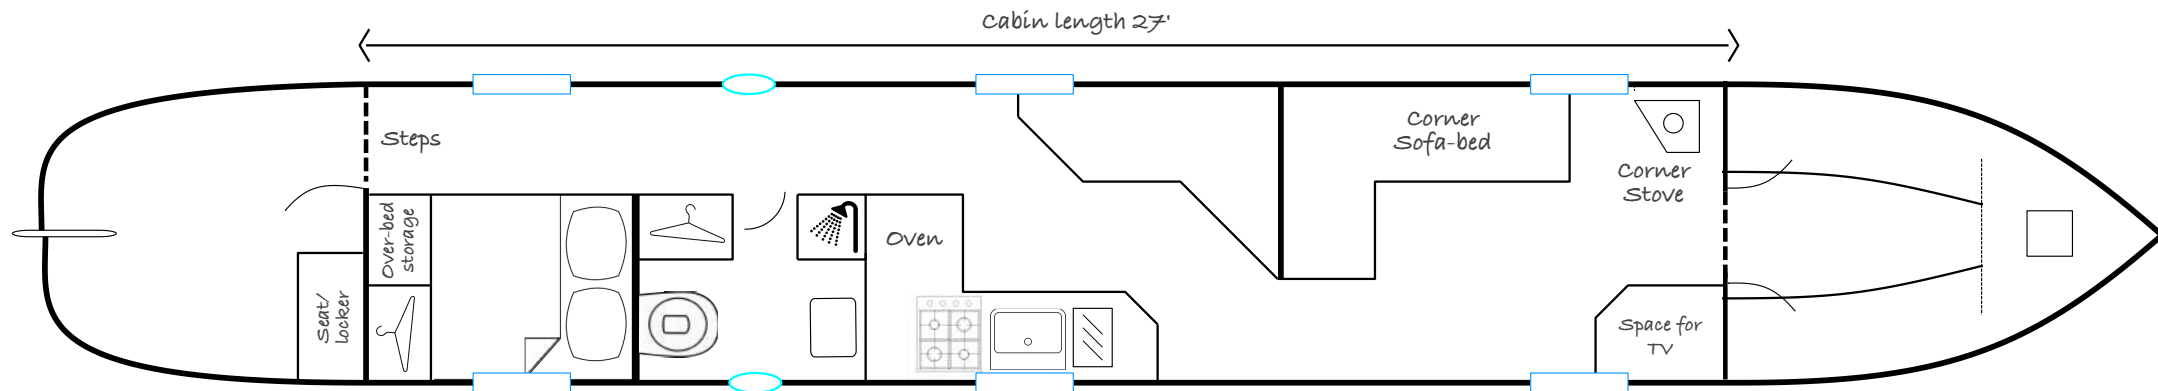 Cabin length 27'
Steps
Corner
Sofa-bed
Corner
Stove
Over-bed
storage
Oven
Seat/
locker
Space for
TV